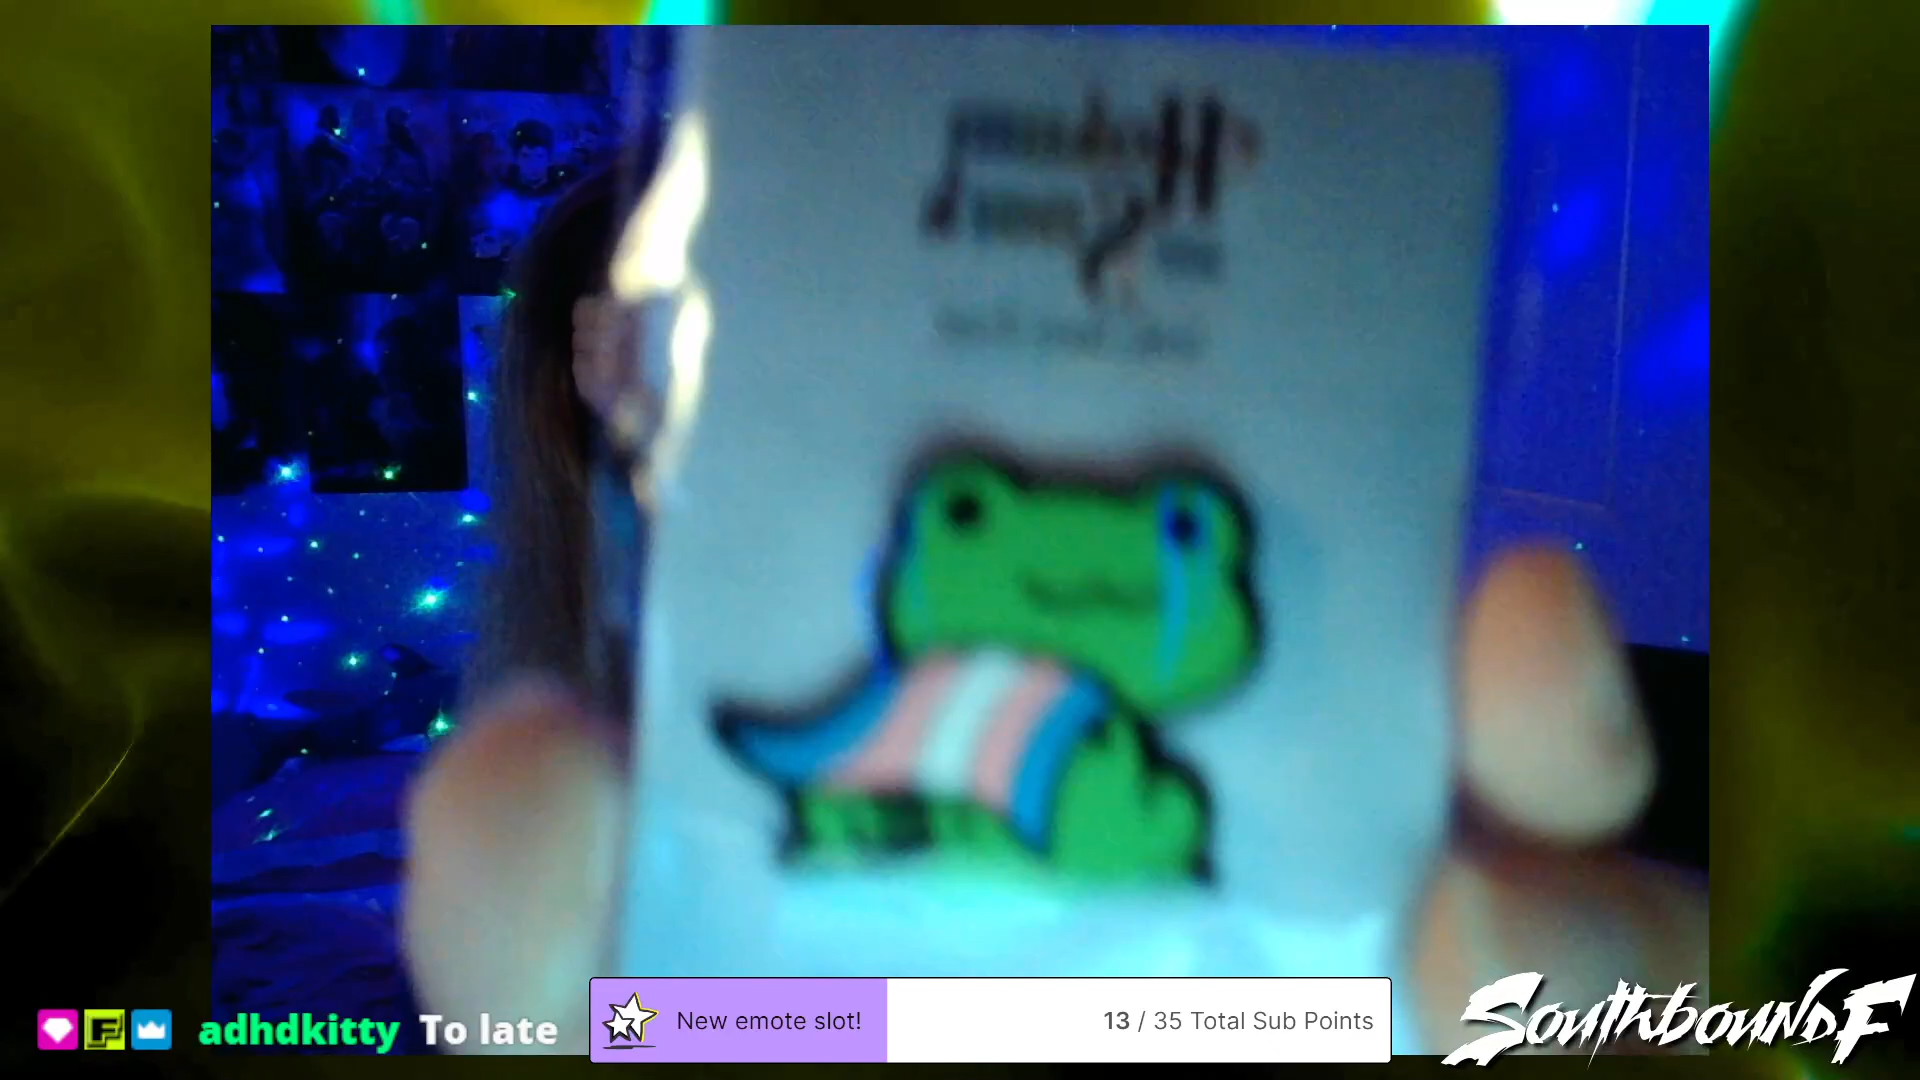 adhdkitty To late
New emote slot!
13 / 35 Total Sub Points
SouthboundF